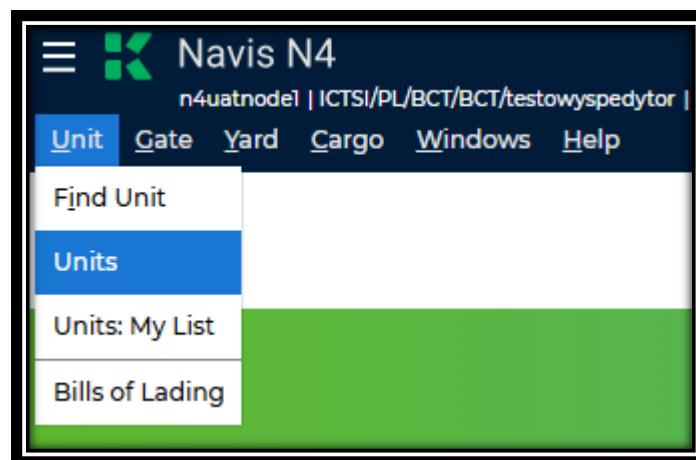 Navis N4
n4uatnode1 | ICTSI/PL/BCT/BCT/testowyspedytor |
Unit Gate Yard Cargo Windows Help
Find Unit
Units
Units: My List
Bills of Lading